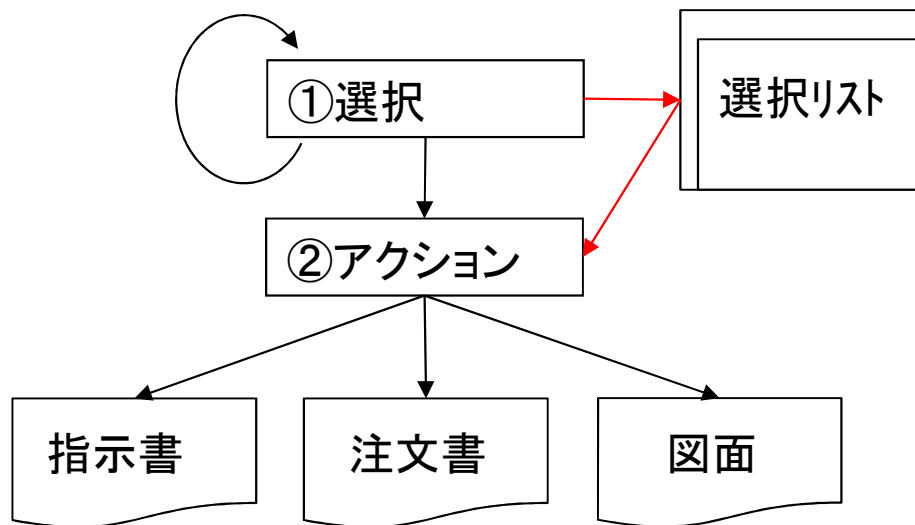 ①選択
選択リスト
②アクション
指示書
注文書
図面